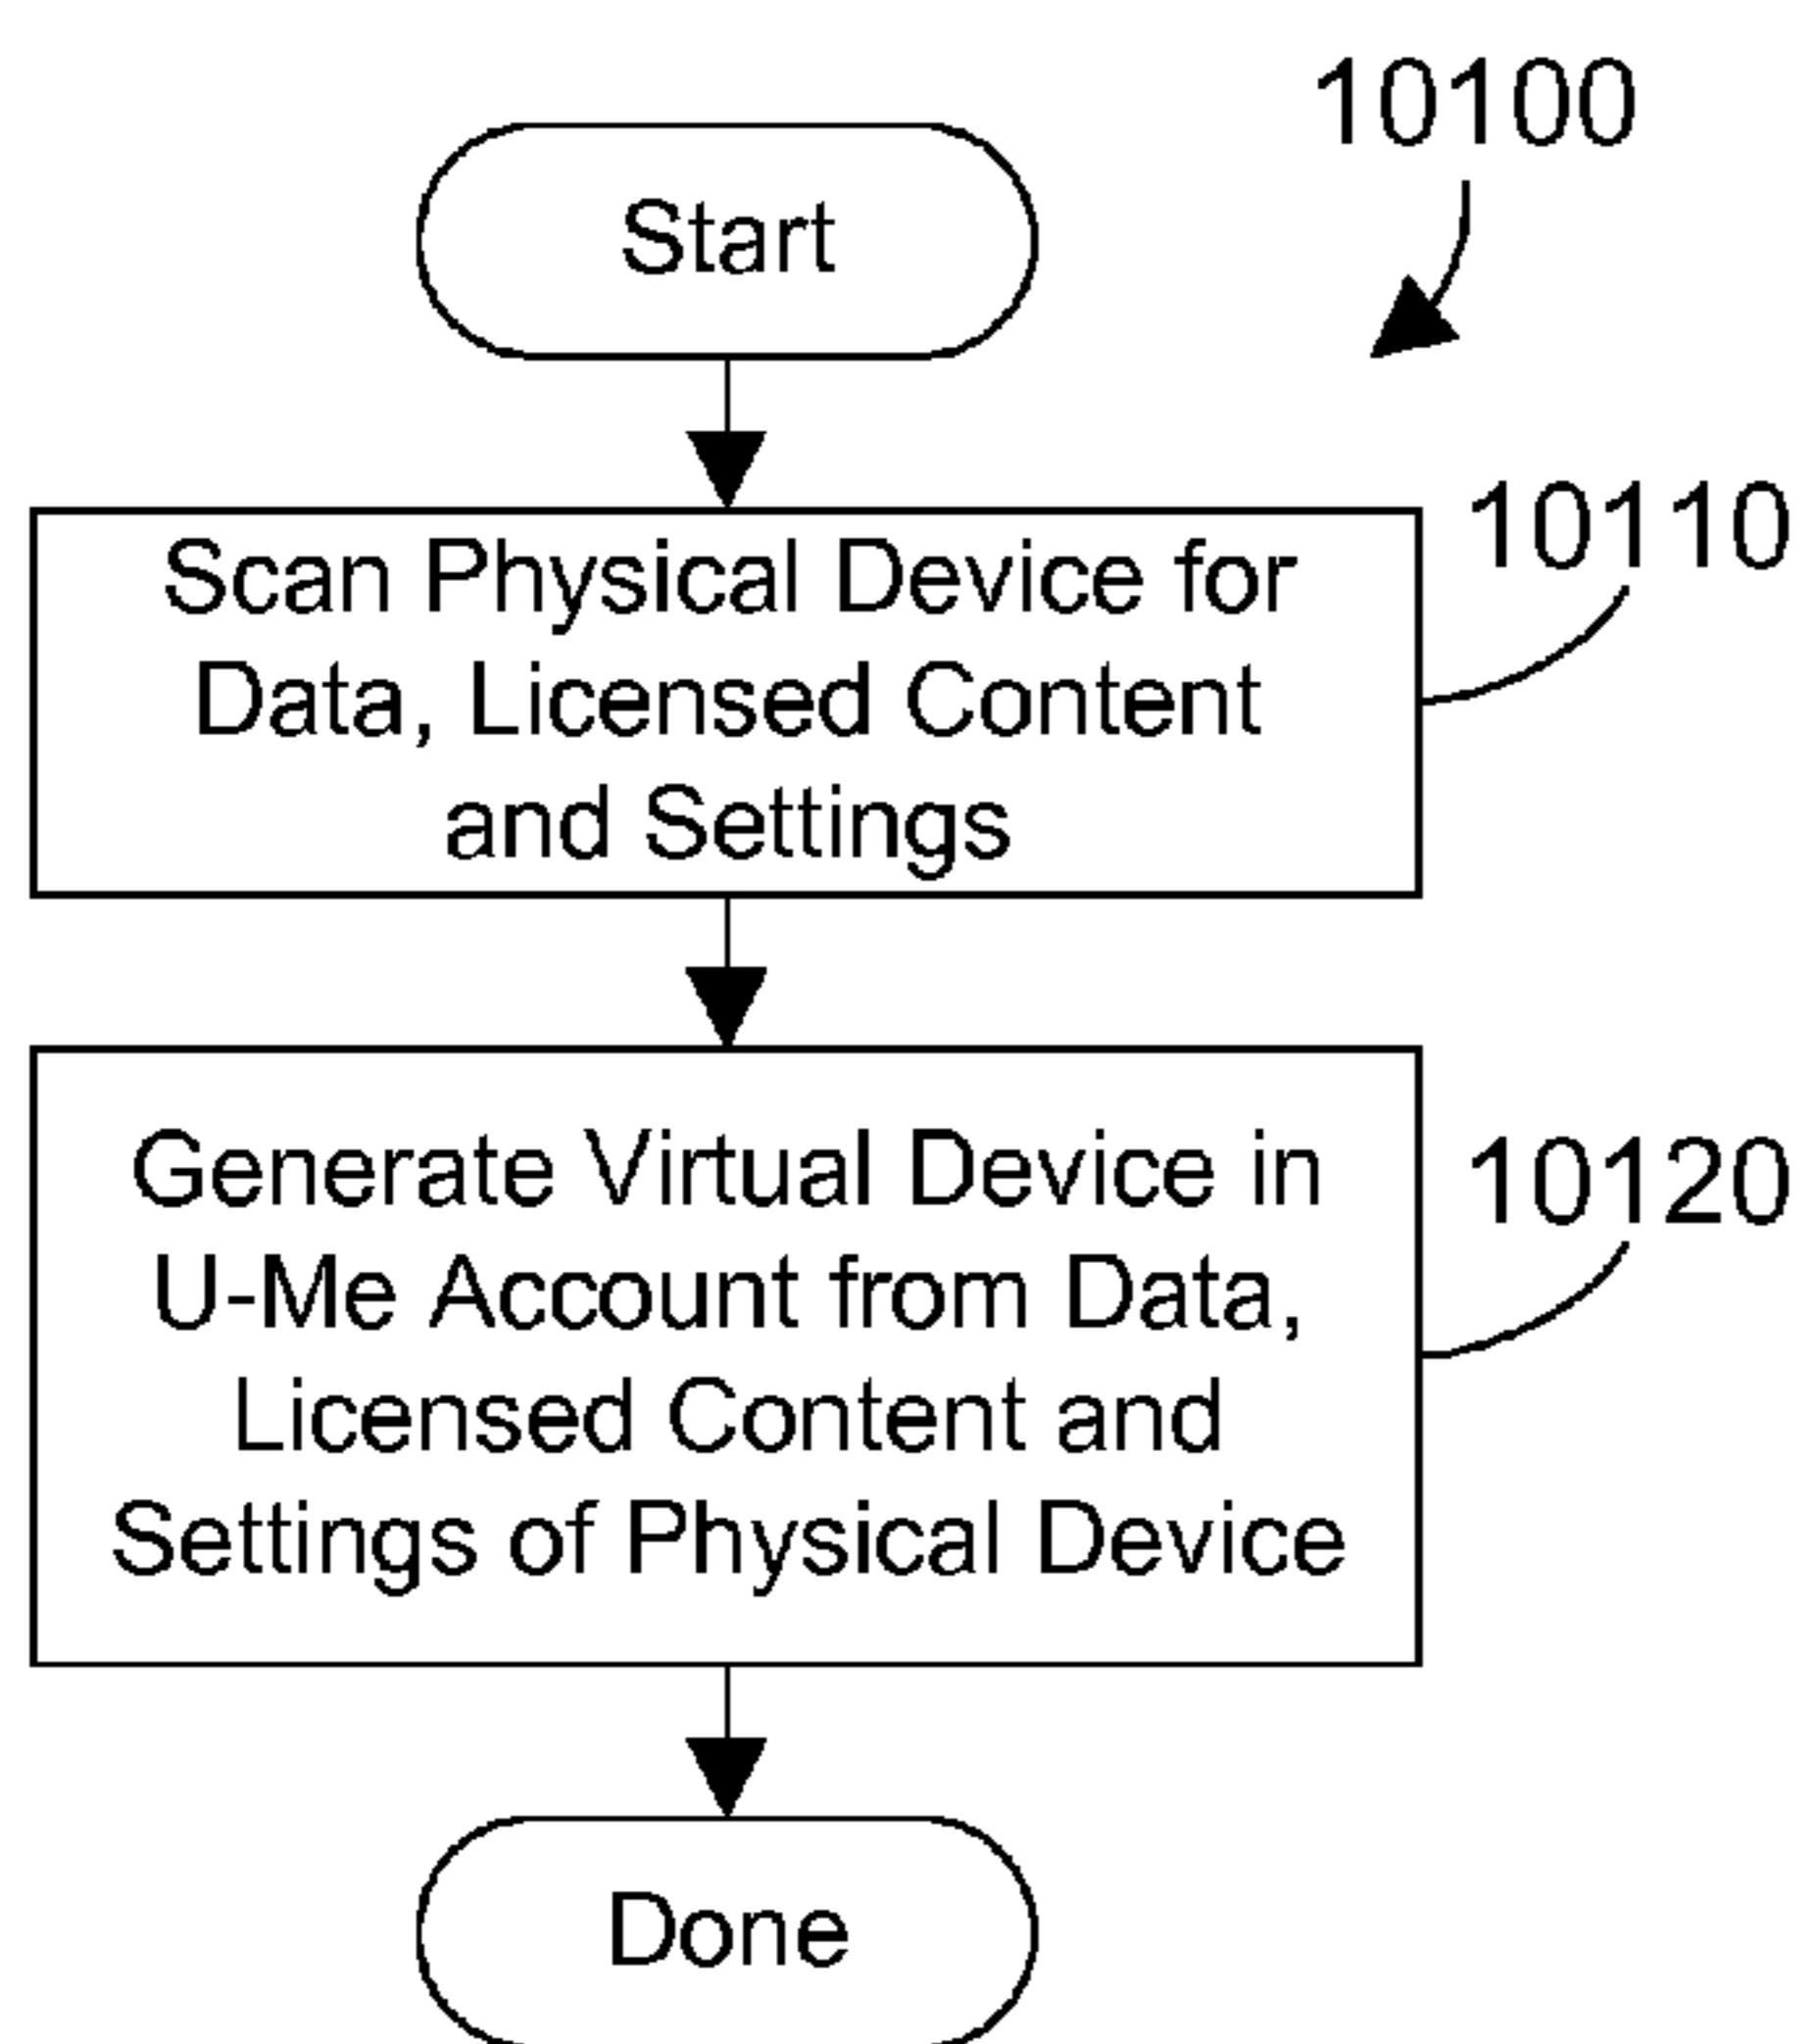 10100
Start
10110
Scan Physical Device for
Data, Licensed Content
and Settings
10120
Generate Virtual Device in
U-Me Account from Data,
Licensed Content and
Settings of Physical Device
Done